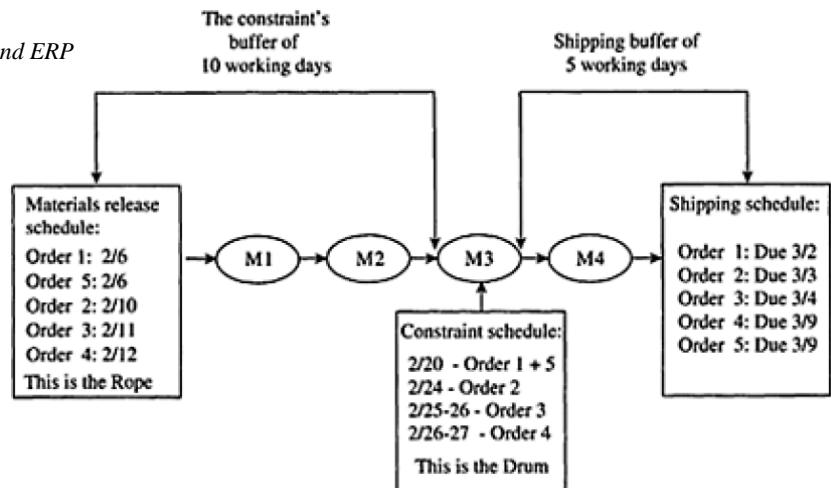 nd ERP
The constraint's
buffer of
10 working days
Shipping buffer of
5 working days
Materials release
schedule:
Order 1: 2/6
Order 5: 2/6
Order 2: 2/10
Order 3: 2/11
Order 4: 2/12
This is the Rope
M1
M2
M3
M4
Constraint schedule:
2/20 - Order 1 + 5
2/24 - Order 2
2/25-26 - Order 3
2/26-27 - Order 4
This is the Drum
Shipping schedule:
Order 1: Due 3/2
Order 2: Due 3/3
Order 3: Due 3/4
Order 4: Due 3/9
Order 5: Due 3/9